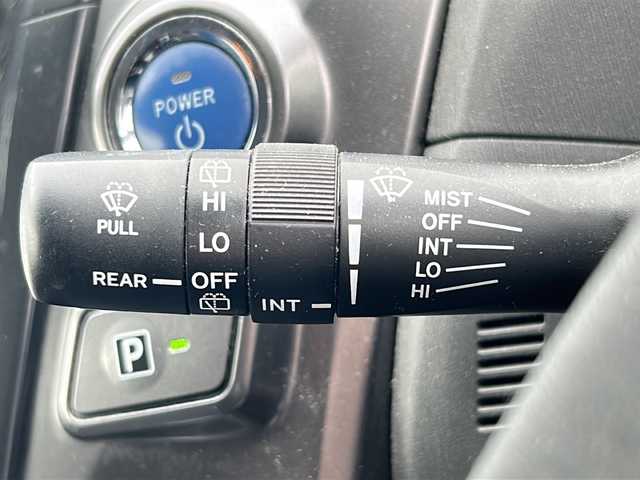 POWER
PULL
REAR
HI
LO
OFF
INT
MIST
OFF
INT
LO
HI
P